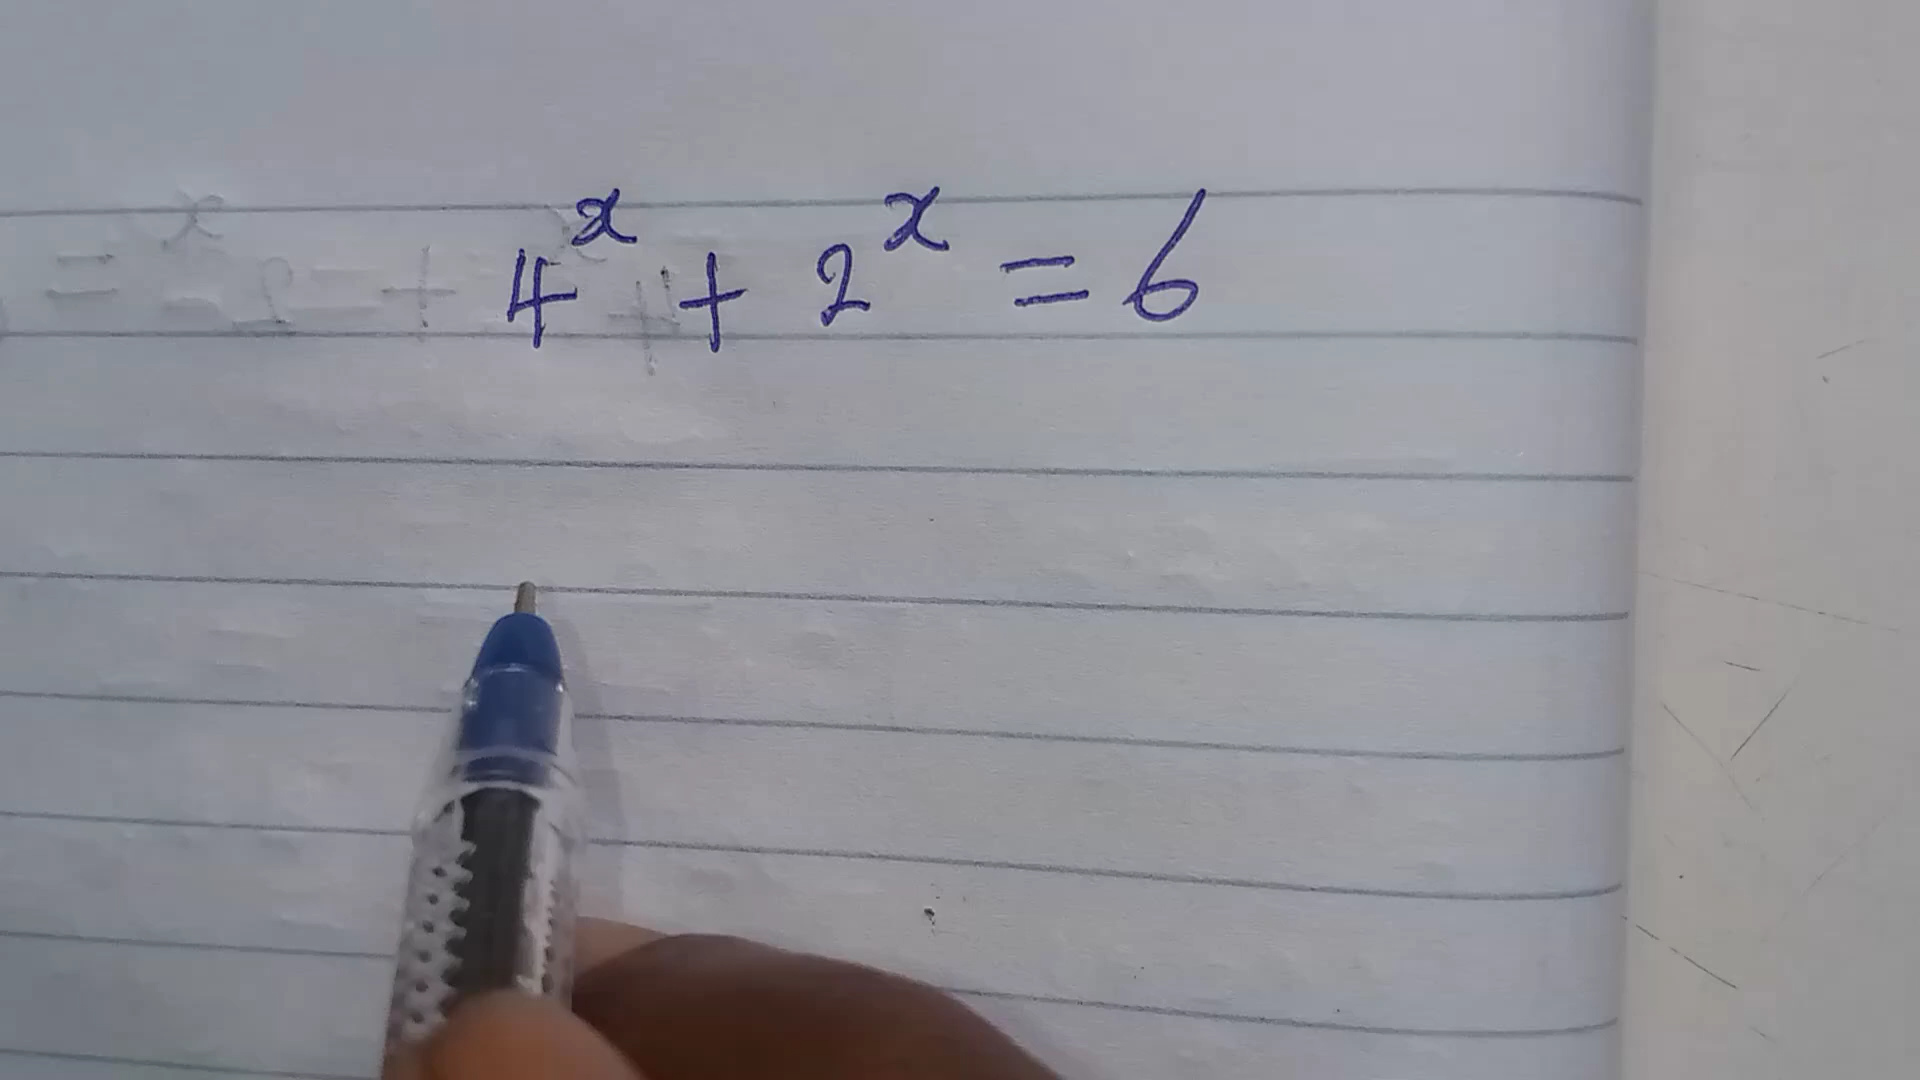 4^x + 2^x = 6